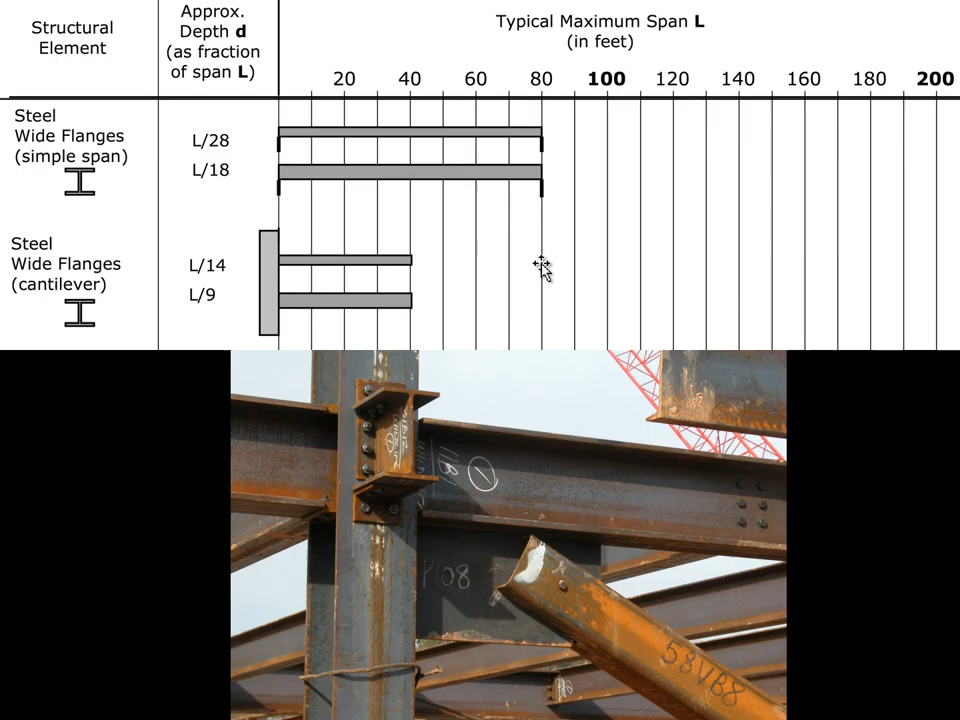 Structural
Element
Approx.
Depth d
(as fraction
of span L)
Typical Maximum Span L
(in feet)
20 40 60 80 100 120 140 160 180 200
Steel
Wide Flanges
(simple span)
L/28
L/18
Steel
Wide Flanges
(cantilever)
L/14
L/9
11B1
1
P108
58VB8